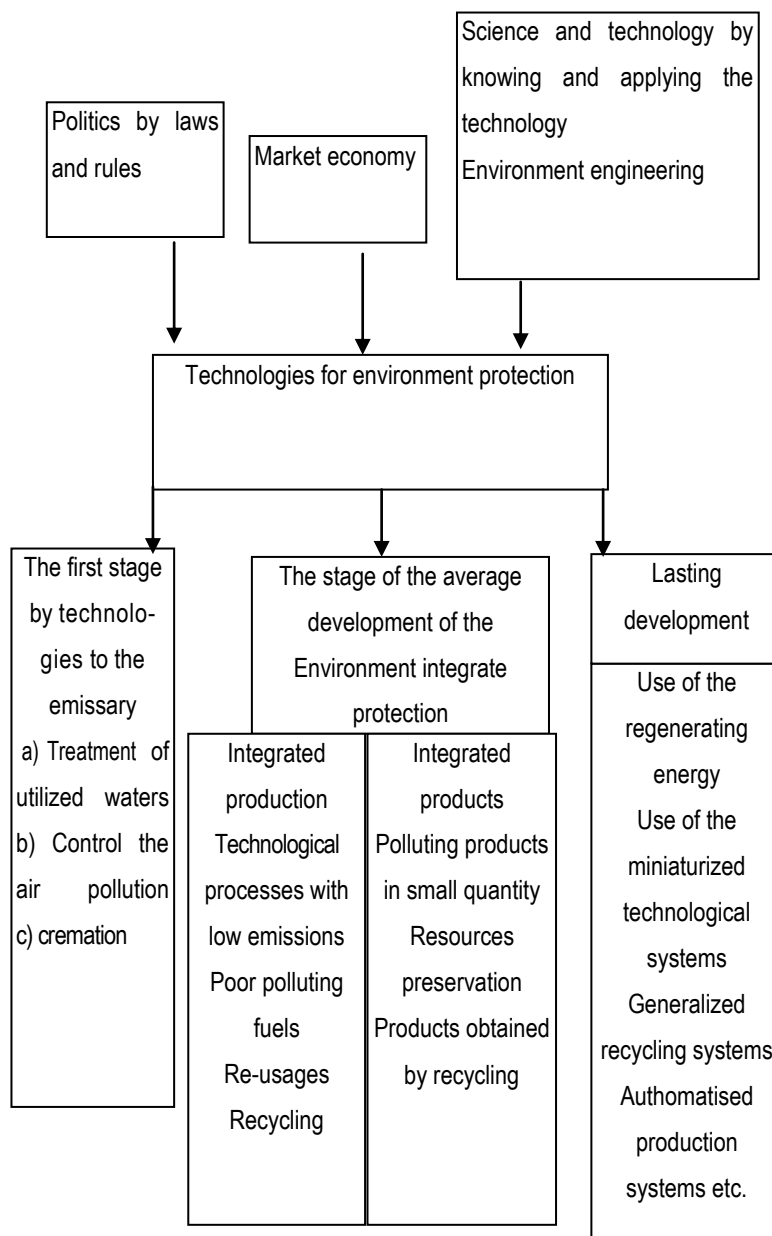 Politics by laws
and rules
Market economy
Science and technology by
knowing and applying the
technology
Environment engineering
Technologies for environment protection
The first stage
by technolo-
gies to the
emissary
a) Treatment of
utilized waters
b) Control the
air pollution
c) cremation
The stage of the average
development of the
Environment integrate
protection
Integrated
production
Technological
processes with
low emissions
Poor polluting
fuels
Re-usages
Recycling
Integrated
products
Polluting products
in small quantity
Resources
preservation
Products obtained
by recycling
Lasting
development
Use of the
regenerating
energy
Use of the
miniaturized
technological
systems
Generalized
recycling systems
Authomatised
production
systems etc.